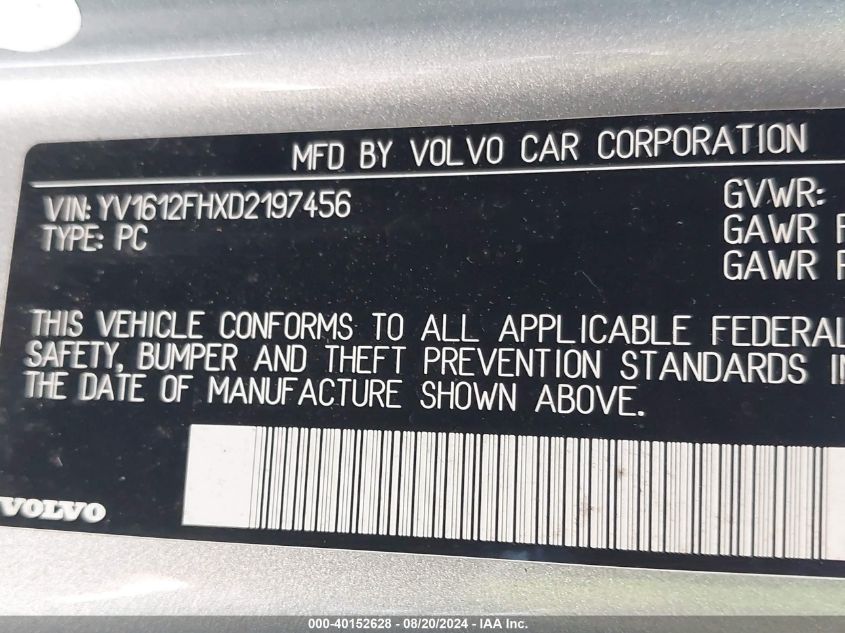 MFD BY VOLVO CAR CORPORATION
VIN: YV1612FHXD2197456
TYPE: PC
GVWR:
GAWR F
GAWR F
THIS VEHICLE CONFORMS TO ALL APPLICABLE FEDERAL
SAFETY, BUMPER AND THEFT PREVENTION STANDARDS IN
THE DATE OF MANUFACTURE SHOWN ABOVE.
VOLVO
000-40152628 - 08/20/2024 - IAA Inc.